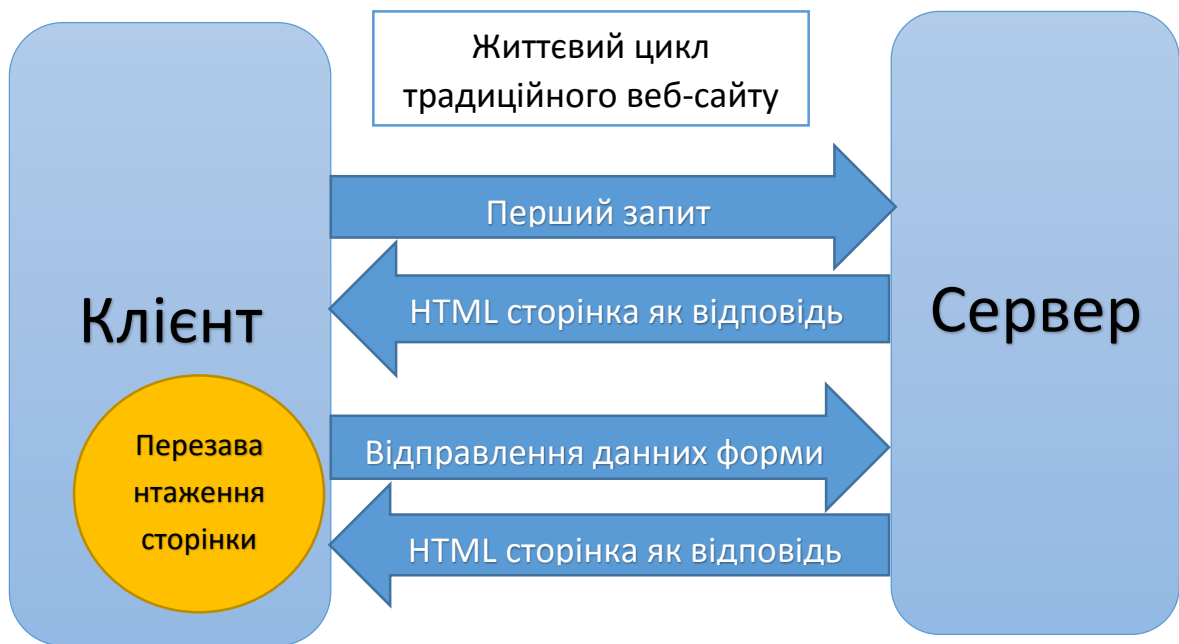 Життєвий цикл
традиційного веб-сайту
Перший запит
HTML сторінка як відповідь
Клієнт
Сервер
Перезава
нтаження
сторінки
Відправлення данних форми
HTML сторінка як відповідь